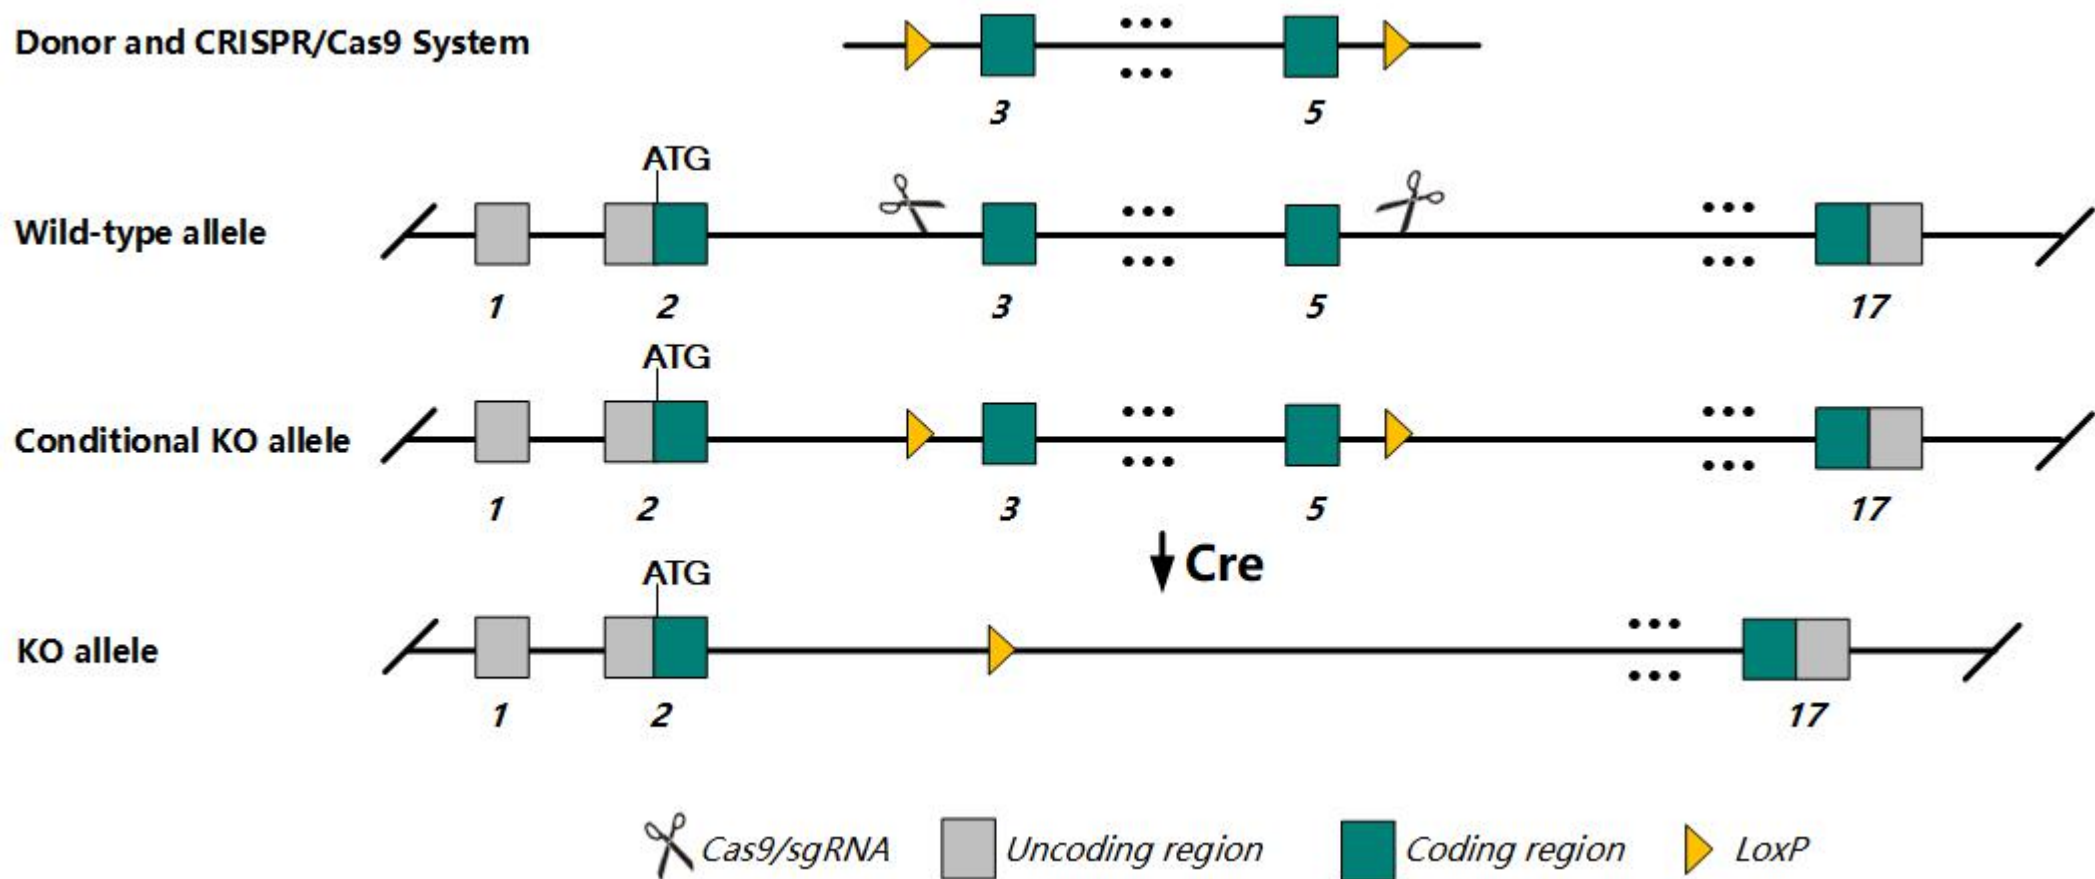 Donor and CRISPR/Cas9 System
3 5
ATG
Wild-type allele
1 2 3 5 17
ATG
Conditional KO allele
1 2 3 5 17
Cre
ATG
KO allele
1 2 17
Cas9/sgRNA Uncoding region Coding region LoxP